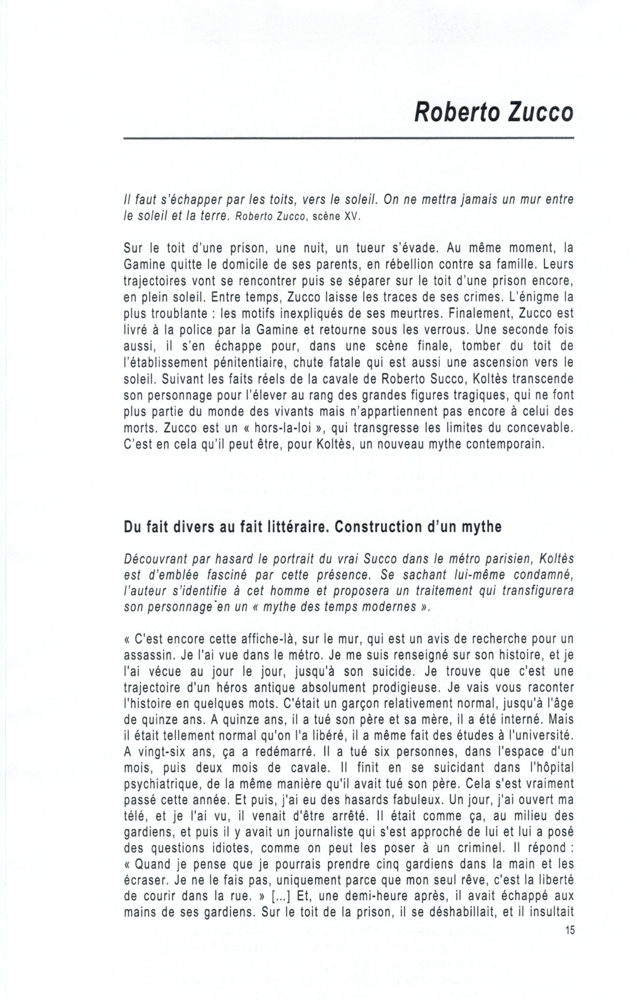 Roberto Zucco
Il faut s'échapper par les toits, vers le soleil. On ne mettra jamais un mur entre
le soleil et la terre. Roberto Zucco, scène XV.
Sur le toit d'une prison, une nuit, un tueur s'évade. Au même moment, la
Gamine quitte le domicile de ses parents, en rébellion contre sa famille. Leurs
trajectoires vont se rencontrer puis se séparer sur le toit d'une prison encore,
en plein soleil. Entre temps, Zucco laisse les traces de ses crimes. L'énigme la
plus troublante : les motifs inexpliqués de ses meurtres. Finalement, Zucco est
livré à la police par la Gamine et retourne sous les verrous. Une seconde fois
aussi, il s'en échappe pour, dans une scène finale, tomber du toit de
l'établissement pénitentiaire, chute fatale qui est aussi une ascension vers le
soleil. Suivant les faits réels de la cavale de Roberto Succo, Koltès transcende
son personnage pour l'élever au rang des grandes figures tragiques, qui ne font
plus partie du monde des vivants mais n'appartiennent pas encore à celui des
morts. Zucco est un « hors-la-loi », qui transgresse les limites du concevable.
C'est en cela qu'il peut être, pour Koltès, un nouveau mythe contemporain.
Du fait divers au fait littéraire. Construction d'un mythe
Découvrant par hasard le portrait du vrai Succo dans le métro parisien, Koltès
est d'emblée fasciné par cette présence. Se sachant lui-même condamné,
l'auteur s'identifie à cet homme et proposera un traitement qui transfigurera
son personnage en un « mythe des temps modernes ».
« C'est encore cette affiche-là, sur le mur, qui est un avis de recherche pour un
assassin. Je l'ai vue dans le métro. Je me suis renseigné sur son histoire, et je
l'ai vécue au jour le jour, jusqu'à son suicide. Je trouve que c'est une
trajectoire d'un héros antique absolument prodigieuse. Je vais vous raconter
l'histoire en quelques mots. C'était un garçon relativement normal, jusqu'à l'âge
de quinze ans. A quinze ans, il a tué son père et sa mère, il a été interné. Mais
il était tellement normal qu'on l'a libéré, il a même fait des études à l'université.
A vingt-six ans, ça a redémarré. Il a tué six personnes, dans l'espace d'un
mois, puis deux mois de cavale. Il finit en se suicidant dans l'hôpital
psychiatrique, de la même manière qu'il avait tué son père. Cela s'est vraiment
passé cette année. Et puis, j'ai eu des hasards fabuleux. Un jour, j'ai ouvert ma
télé, et je l'ai vu, il venait d'être arrêté. Il était comme ça, au milieu des
gardiens, et puis il y avait un journaliste qui s'est approché de lui et lui a posé
des questions idiotes, comme on peut les poser à un criminel. Il répond :
« Quand je pense que je pourrais prendre cinq gardiens dans la main et les
écraser. Je ne le fais pas, uniquement parce que mon seul rêve, c'est la liberté
de courir dans la rue. » [...] Et, une demi-heure après, il avait échappé aux
mains de ses gardiens. Sur le toit de la prison, il se déshabillait, et il insultait
15